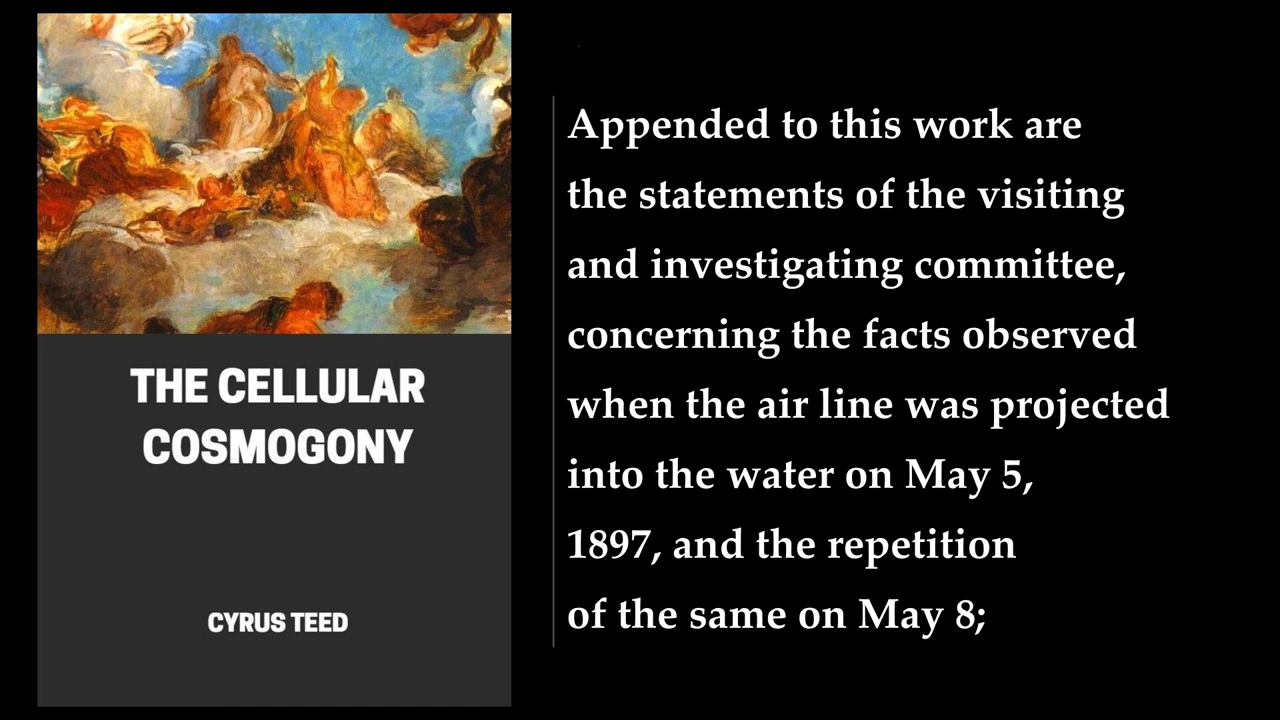 THE CELLULAR
COSMOGONY
CYRUS TEED
Appended to this work are
the statements of the visiting
and investigating committee,
concerning the facts observed
when the air line was projected
into the water on May 5,
1897, and the repetition
of the same on May 8;